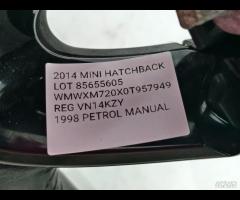 2014 MINI HATCHBACK
LOT 85655605
WMWXM720X0T957949
REG VN14KZY
1998 PETROL MANUAL